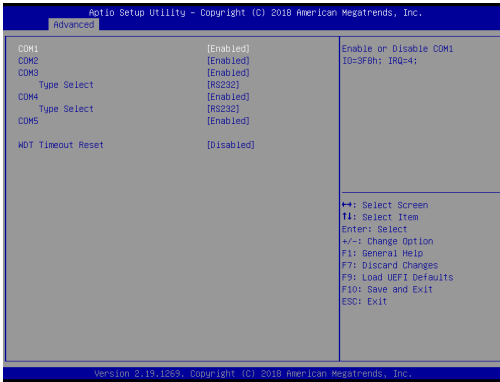 Aptio Setup Utility – Copyright (C) 2018 American Megatrends, Inc.
Advanced
COM1 [Enabled]
COM2 [Enabled]
COM3 [Enabled]
Type Select [RS232]
COM4 [Enabled]
Type Select [RS232]
COM5 [Enabled]
WDT Timeout Reset [Disabled]
Enable or Disable COM1
IO=3F8h; IRQ=4;
↔: Select Screen
↑↓: Select Item
Enter: Select
+/-: Change Option
F1: General Help
F7: Discard Changes
F9: Load UEFI Defaults
F10: Save and Exit
ESC: Exit
Version 2.19.1269. Copyright (C) 2018 American Megatrends, Inc.